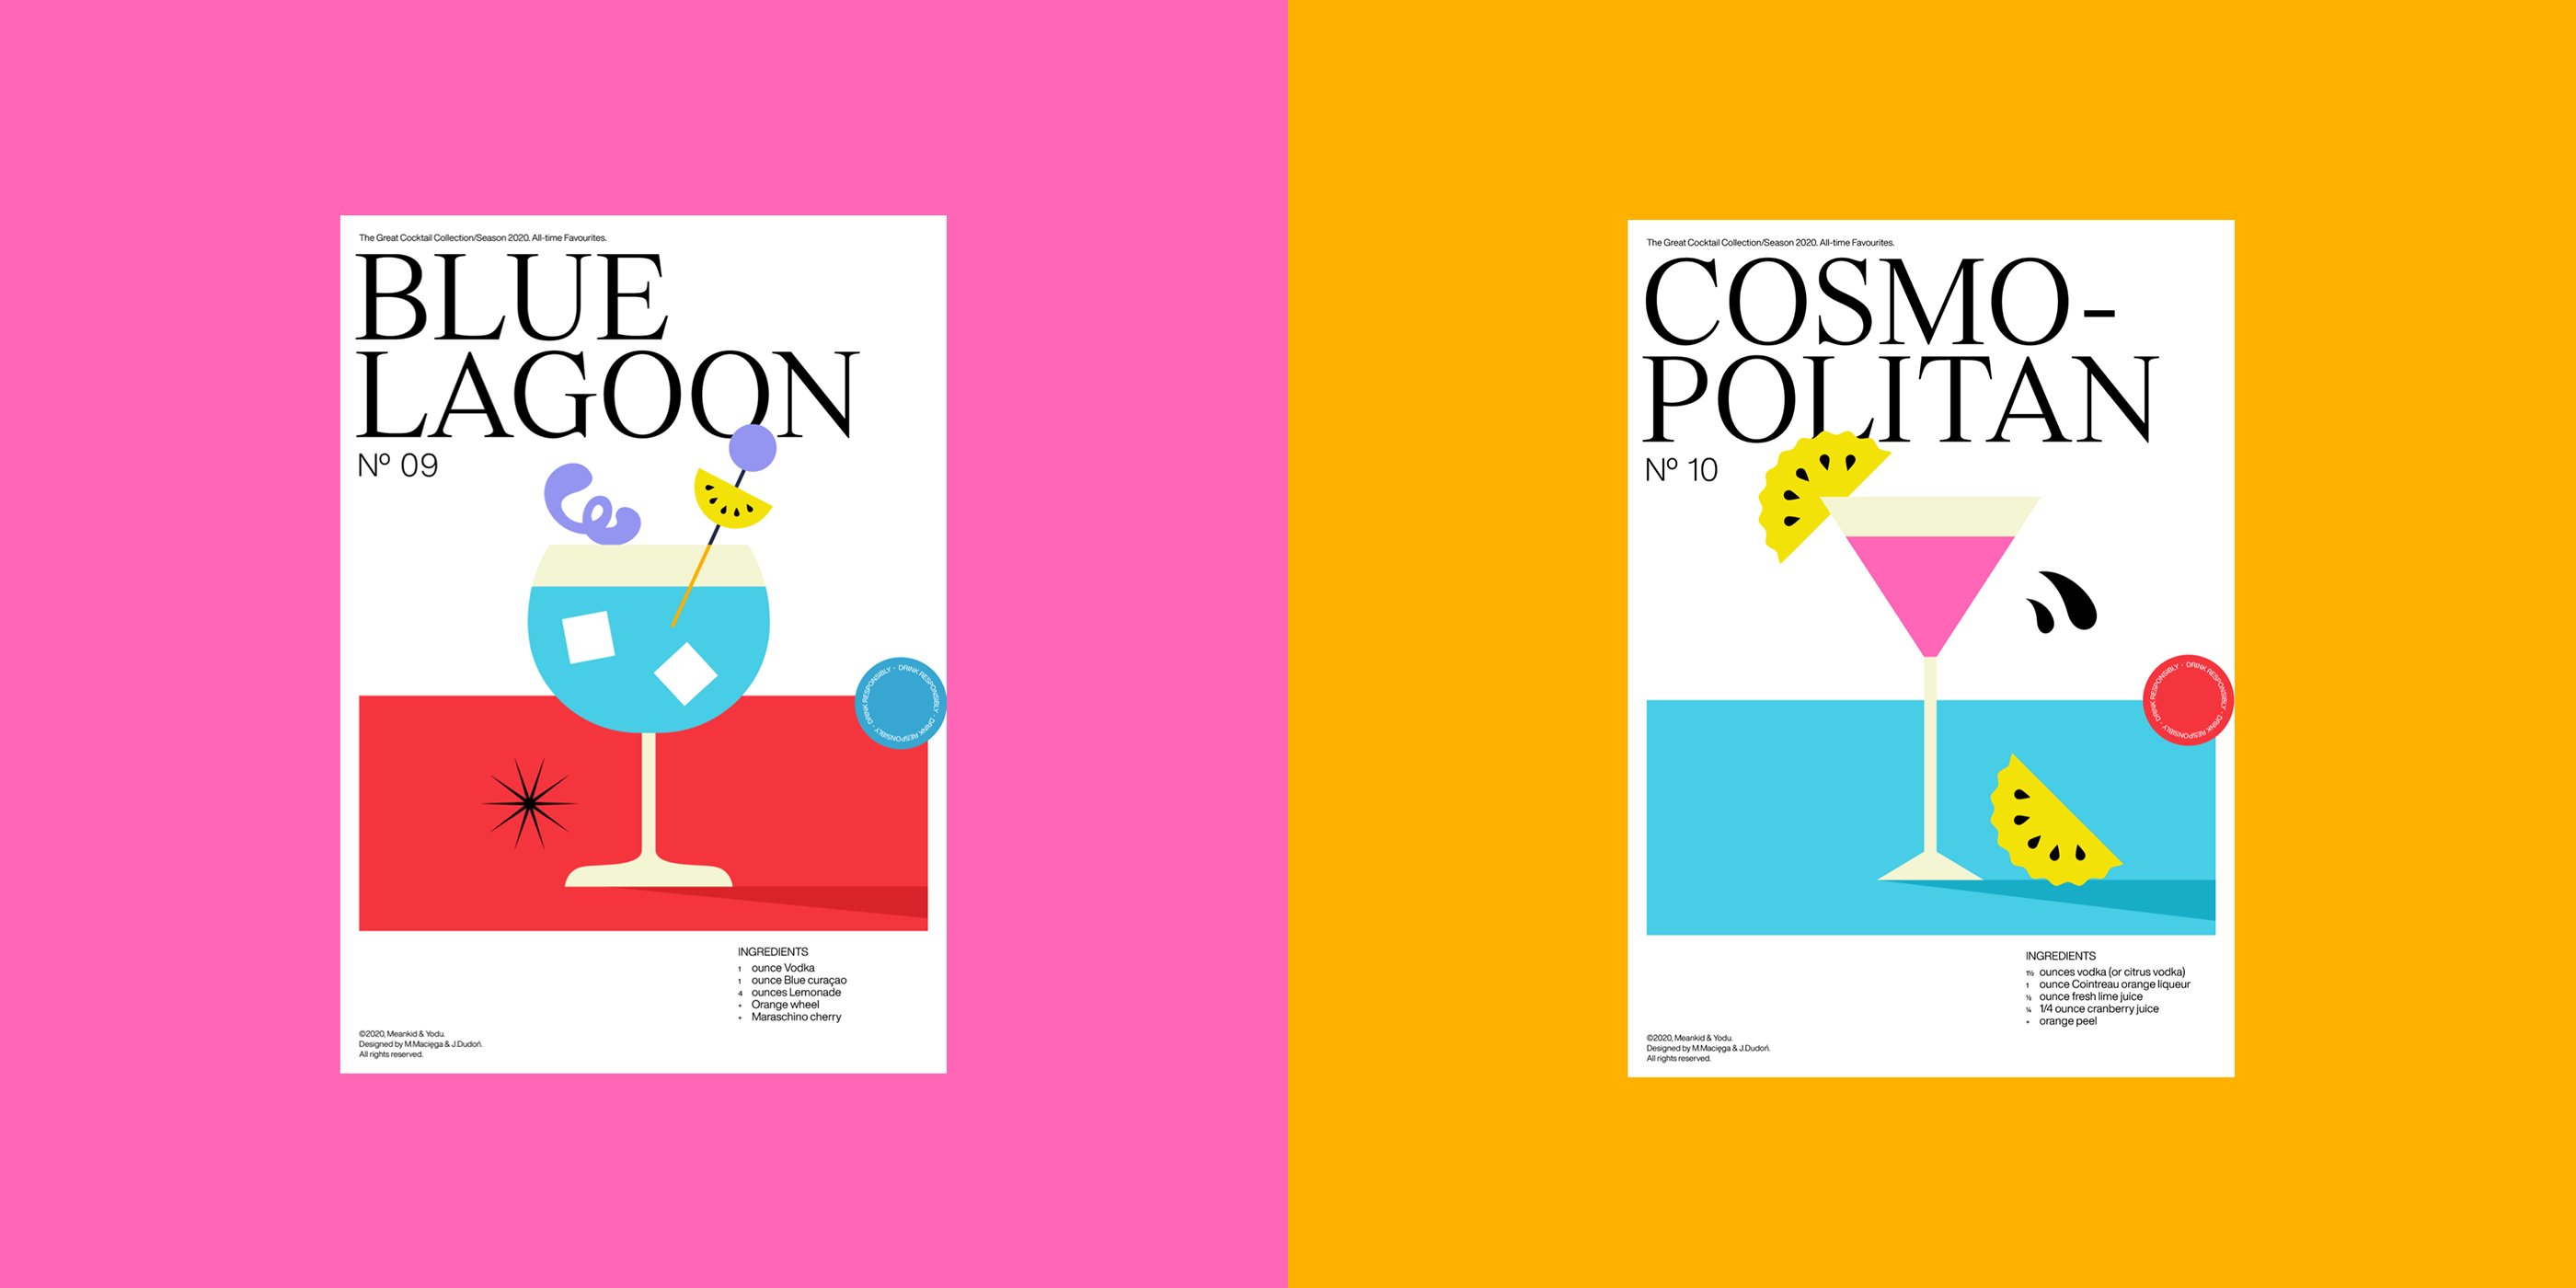 The Great Cocktail Collection/Season 2020. All-time Favourites.
BLUE
LAGOON
Nº 09
DRINK RESPONSIBLY · DRINK RESPONSIBLY · DRINK RESPONSIBLY ·
INGREDIENTS
1 ounce Vodka
1 ounce Blue curaçao
4 ounces Lemonade
+ Orange wheel
+ Maraschino cherry
©2020, Meankid & Yodu.
Designed by M.Macięga & J.Dudoń.
All rights reserved.
The Great Cocktail Collection/Season 2020. All-time Favourites.
COSMO-
POLITAN
Nº 10
DRINK RESPONSIBLY · DRINK RESPONSIBLY · DRINK RESPONSIBLY ·
INGREDIENTS
1½ ounces vodka (or citrus vodka)
1 ounce Cointreau orange liqueur
½ ounce fresh lime juice
¼ 1/4 ounce cranberry juice
+ orange peel
©2020, Meankid & Yodu.
Designed by M.Macięga & J.Dudoń.
All rights reserved.